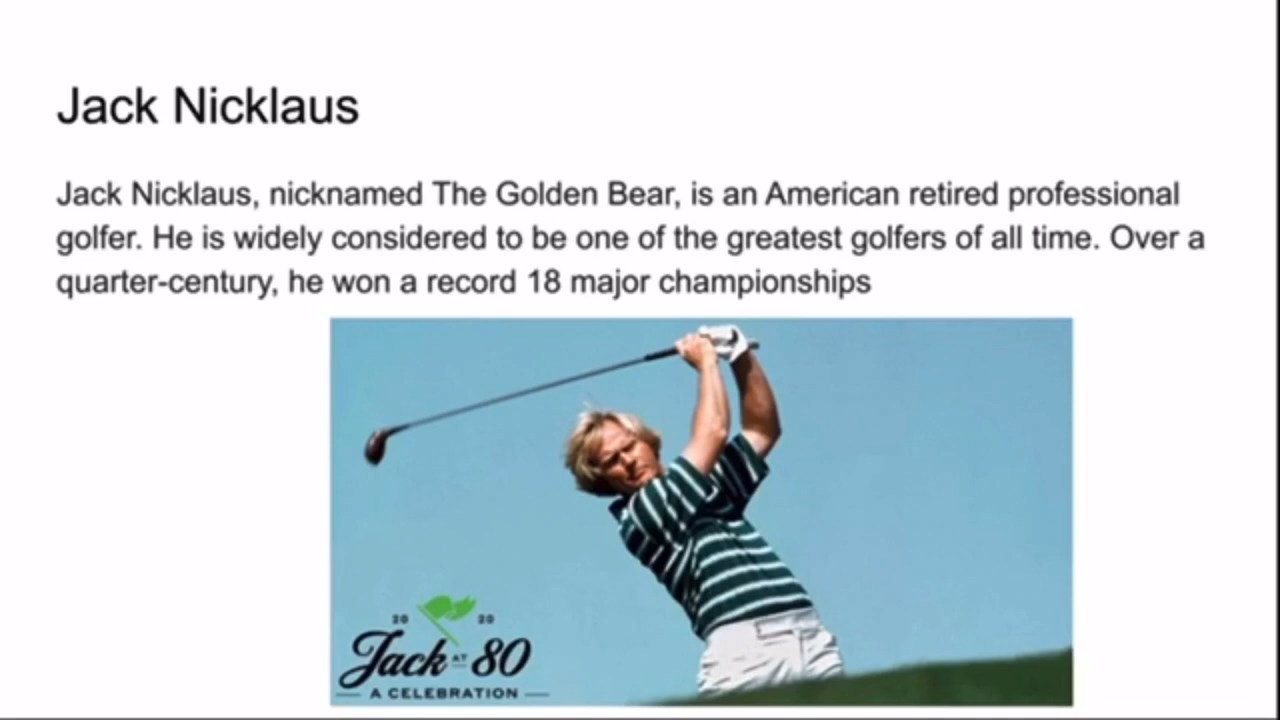 Jack Nicklaus
Jack Nicklaus, nicknamed The Golden Bear, is an American retired professional
golfer. He is widely considered to be one of the greatest golfers of all time. Over a
quarter-century, he won a record 18 major championships
20 20
Jack AT 80
A CELEBRATION